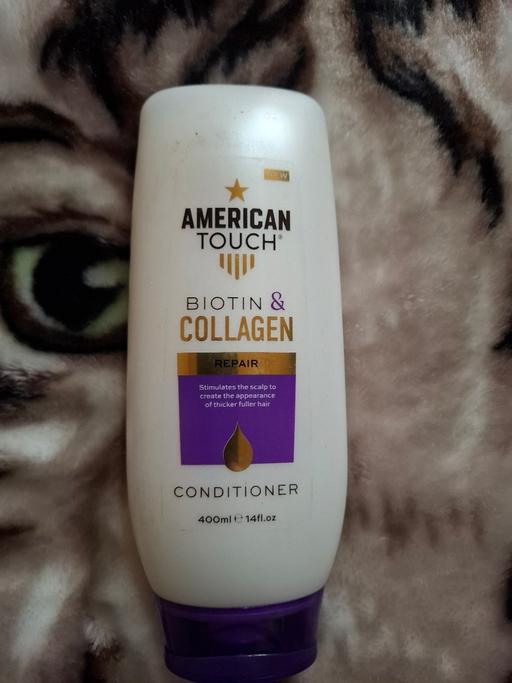 NEW
AMERICAN
TOUCH®
BIOTIN &
COLLAGEN
REPAIR
Stimulates the scalp to
create the appearance
of thicker fuller hair
CONDITIONER
400ml ℮ 14fl.oz